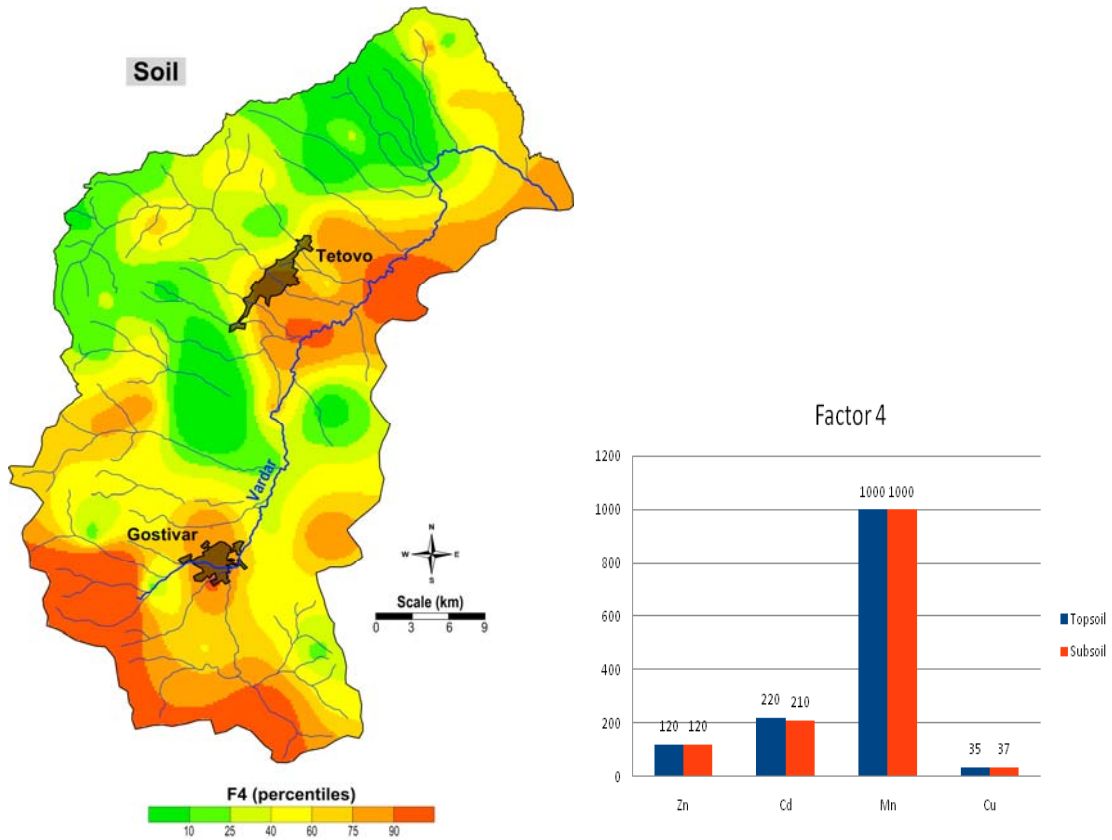 Soil
Tetovo
Vardar
Gostivar
N
W E
S
Scale (km)
0 3 6 9
F4 (percentiles)
10 25 40 60 75 90
Factor 4
1200
1000
800
600
400
200
0
120 120
220 210
1000 1000
35 37
Zn Cd Mn Cu
Topsoil
Subsoil